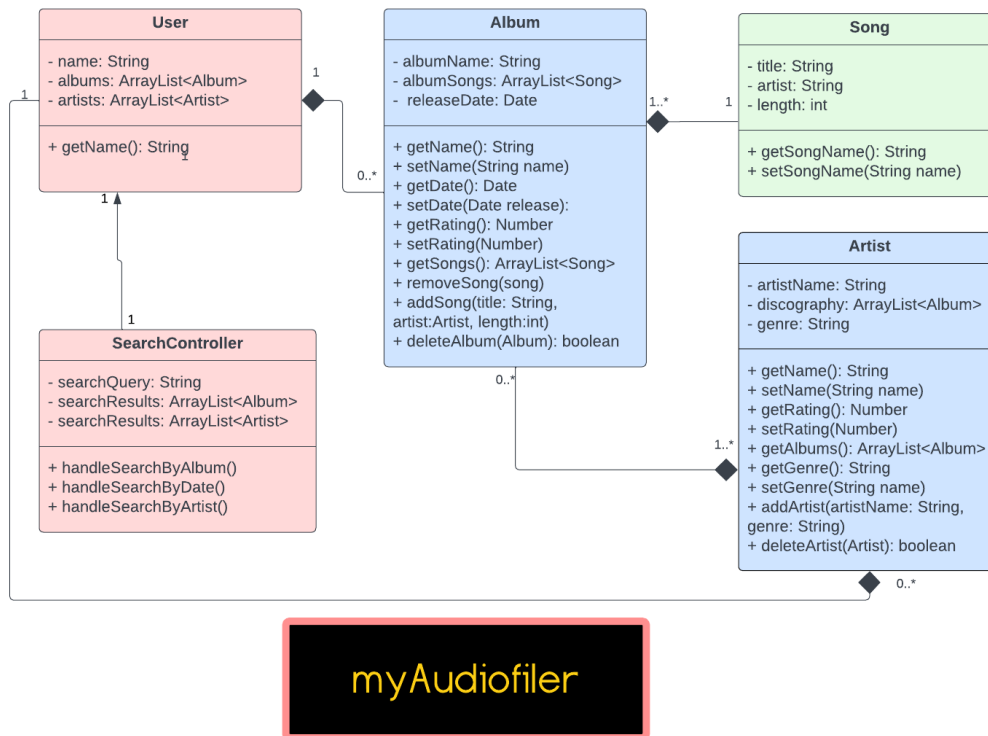 User
- name: String
- albums: ArrayList<Album>
- artists: ArrayList<Artist>
+ getName(): String
1
1
0..*
1
1
SearchController
- searchQuery: String
- searchResults: ArrayList<Album>
- searchResults: ArrayList<Artist>
+ handleSearchByAlbum()
+ handleSearchByDate()
+ handleSearchByArtist()
Album
- albumName: String
- albumSongs: ArrayList<Song>
- releaseDate: Date
+ getName(): String
+ setName(String name)
+ getDate(): Date
+ setDate(Date release):
+ getRating(): Number
+ setRating(Number)
+ getSongs(): ArrayList<Song>
+ removeSong(song)
+ addSong(title: String,
artist:Artist, length:int)
+ deleteAlbum(Album): boolean
1..*
1
0..*
1..*
Song
- title: String
- artist: String
- length: int
+ getSongName(): String
+ setSongName(String name)
Artist
- artistName: String
- discography: ArrayList<Album>
- genre: String
+ getName(): String
+ setName(String name)
+ getRating(): Number
+ setRating(Number)
+ getAlbums(): ArrayList<Album>
+ getGenre(): String
+ setGenre(String name)
+ addArtist(artistName: String,
genre: String)
+ deleteArtist(Artist): boolean
0..*
myAudiofiler